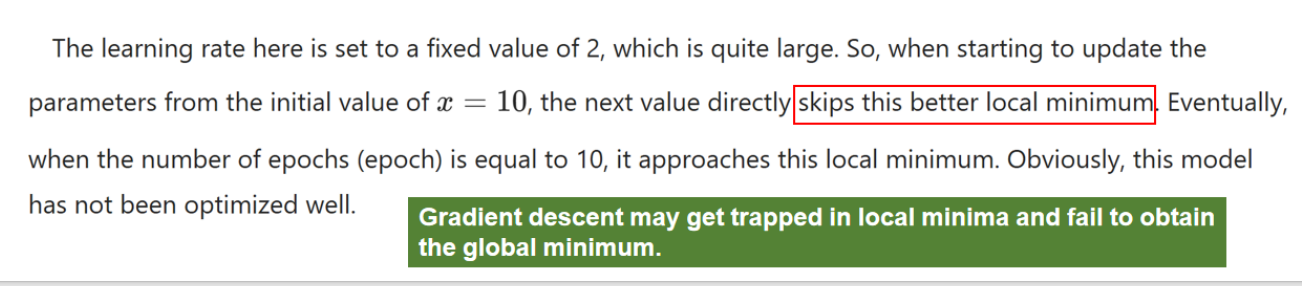 The learning rate here is set to a fixed value of 2, which is quite large. So, when starting to update the
parameters from the initial value of x = 10, the next value directly skips this better local minimum. Eventually,
when the number of epochs (epoch) is equal to 10, it approaches this local minimum. Obviously, this model
has not been optimized well.
Gradient descent may get trapped in local minima and fail to obtain
the global minimum.